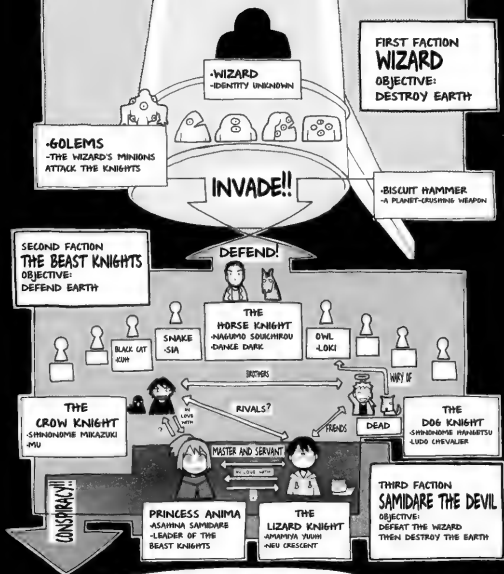 FIRST FACTION
WIZARD
OBJECTIVE:
DESTROY EARTH
·WIZARD
-IDENTITY UNKNOWN
·GOLEMS
-THE WIZARD'S MINIONS
ATTACK THE KNIGHTS
INVADE!!
·BISCUIT HAMMER
-A PLANET-CRUSHING WEAPON
SECOND FACTION
THE BEAST KNIGHTS
OBJECTIVE:
DEFEND EARTH
DEFEND!
THE
HORSE KNIGHT
·NAGUMO SOUICHIROU
·DANCE DARK
BLACK CAT
·KUH
SNAKE
·SIA
OWL
·LOKI
BROTHERS
WARY OF
THE
CROW KNIGHT
·SHINONOME MIKAZUKI
·MU
IN
LOVE
WITH
?
RIVALS?
FRIENDS
DEAD
THE
DOG KNIGHT
·SHINONOME HANGETSU
·LUDO CHEVALIER
MASTER AND SERVANT
IN LOVE WITH
CONSPIRACY!!
PRINCESS ANIMA
·ASAHINA SAMIDARE
-LEADER OF THE
BEAST KNIGHTS
THE
LIZARD KNIGHT
·AMAMIYA YUUHI
·NEU CRESCENT
THIRD FACTION
SAMIDARE THE DEVIL
OBJECTIVE:
DEFEAT THE WIZARD
THEN DESTROY THE EARTH